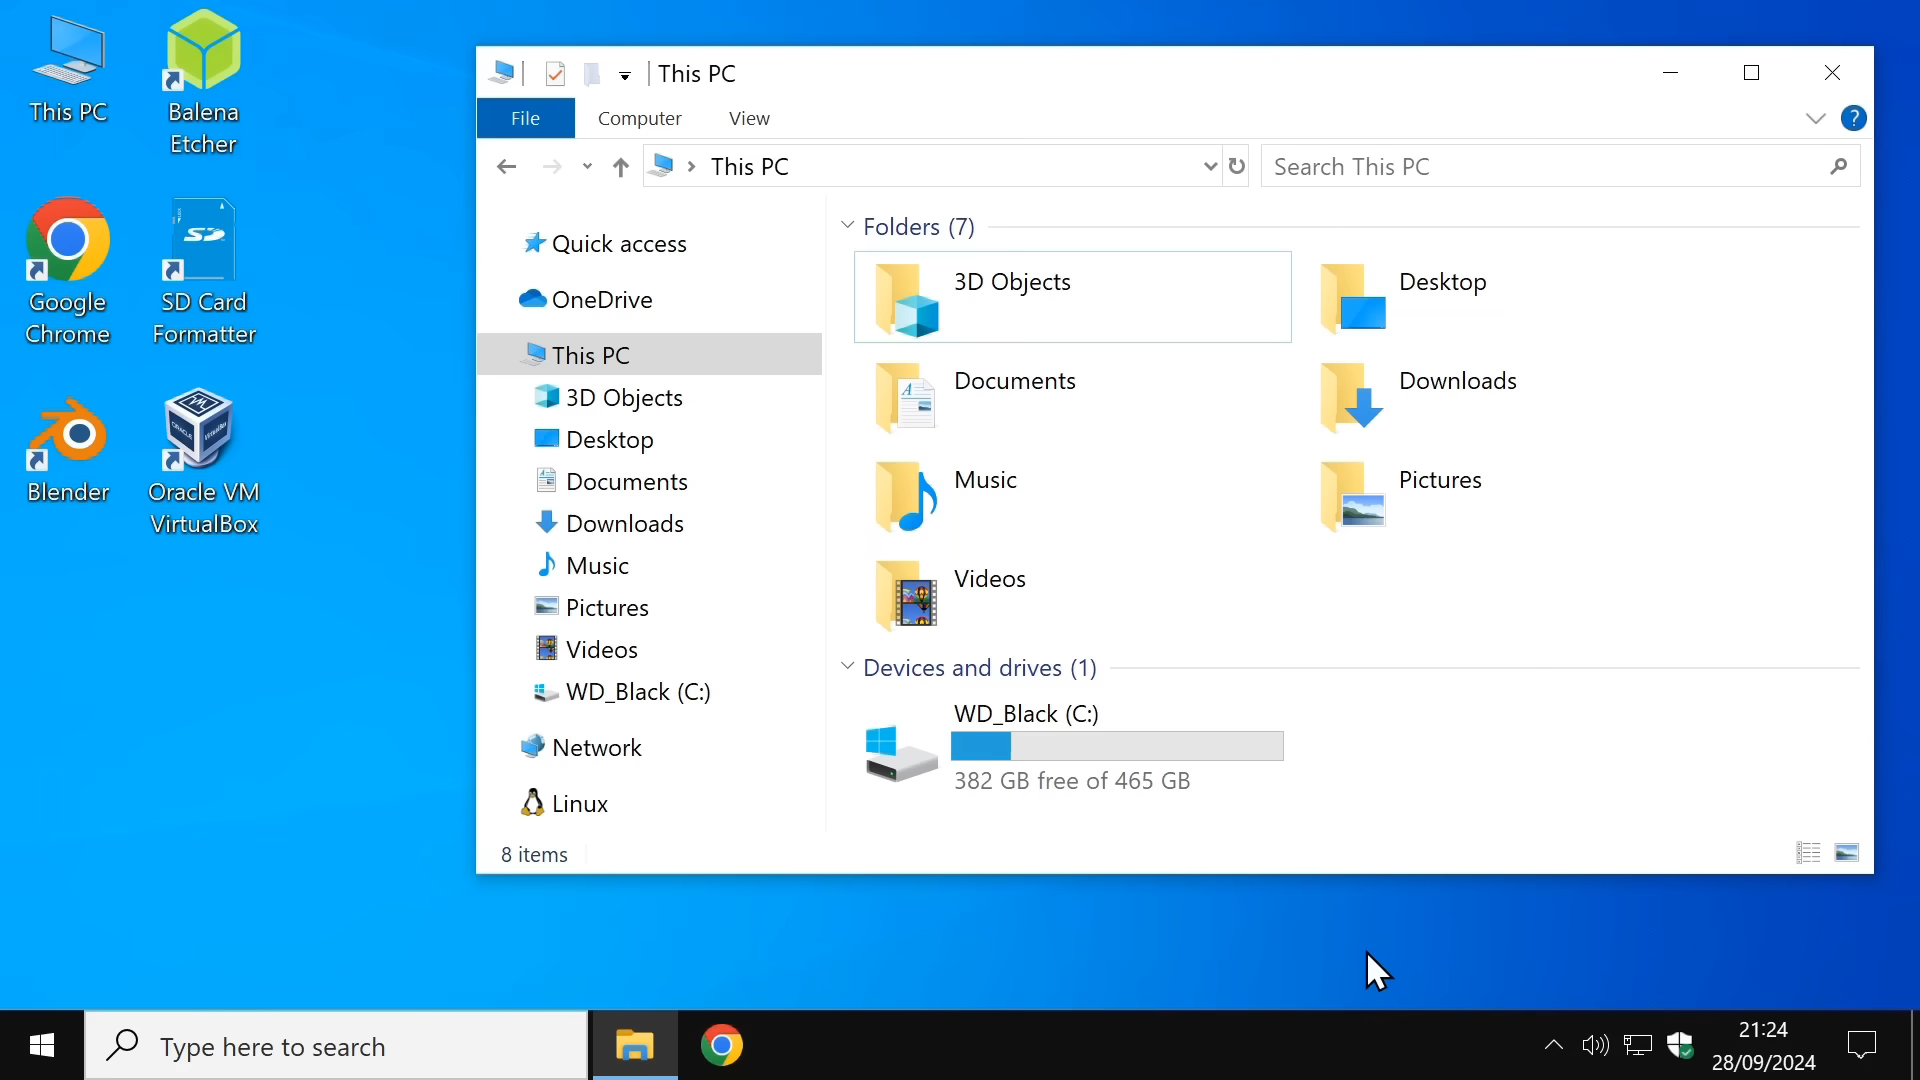 This PC
Balena
Etcher
Google
Chrome
SD Card
Formatter
Blender
Oracle VM
VirtualBox
This PC
File
Computer
View
?
This PC
Search This PC
Quick access
OneDrive
This PC
3D Objects
Desktop
Documents
Downloads
Music
Pictures
Videos
WD_Black (C:)
Network
Linux
Folders (7)
3D Objects
Desktop
Documents
Downloads
Music
Pictures
Videos
Devices and drives (1)
WD_Black (C:)
382 GB free of 465 GB
8 items
Type here to search
21:24
28/09/2024